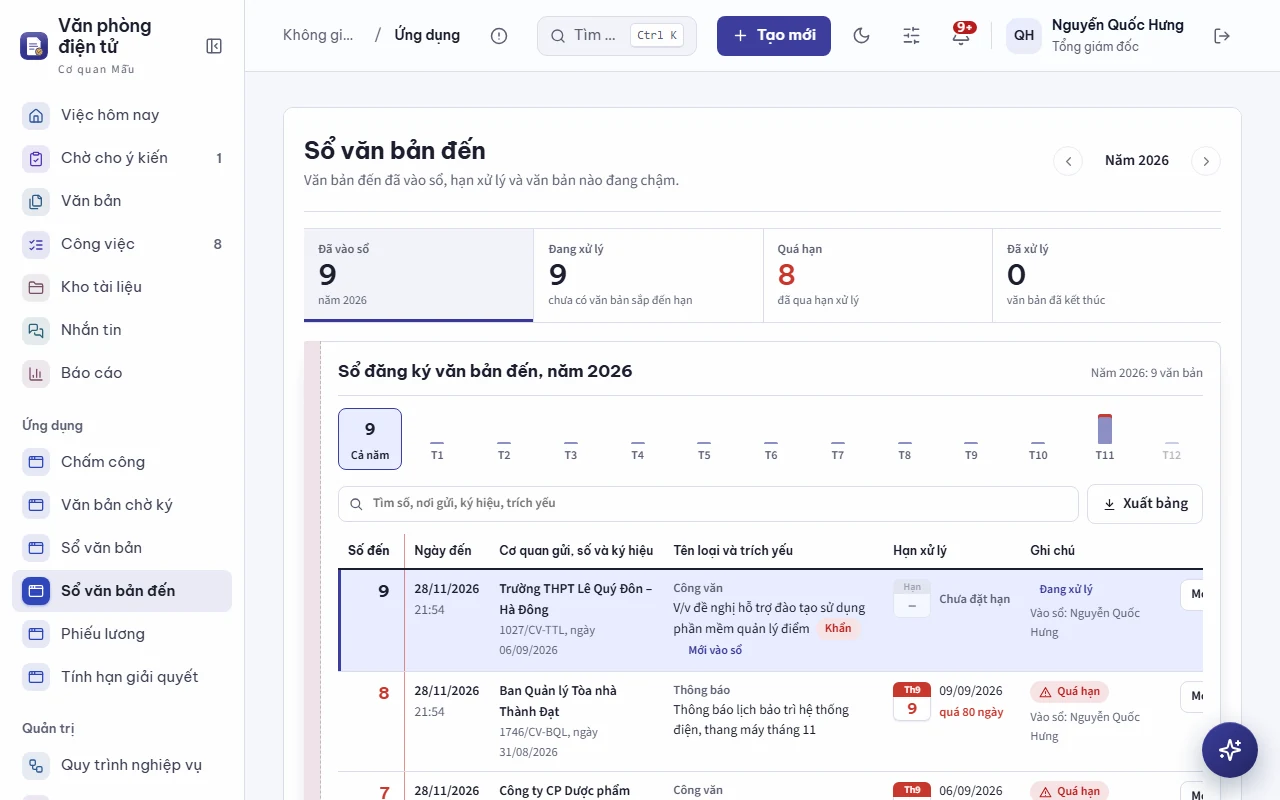 Văn phòng điện tử
Cơ quan Mẫu
Không gi... / Ứng dụng
Tìm ... Ctrl K
Tạo mới
9+
QH
Nguyễn Quốc Hưng
Tổng giám đốc
Việc hôm nay
Chờ cho ý kiến 1
Văn bản
Công việc 8
Kho tài liệu
Nhắn tin
Báo cáo
Ứng dụng
Chấm công
Văn bản chờ ký
Sổ văn bản
Sổ văn bản đến
Phiếu lương
Tính hạn giải quyết
Quản trị
Quy trình nghiệp vụ
Sổ văn bản đến
Văn bản đến đã vào sổ, hạn xử lý và văn bản nào đang chậm.
Năm 2026
Đã vào sổ
9
năm 2026
Đang xử lý
9
chưa có văn bản sắp đến hạn
Quá hạn
8
đã qua hạn xử lý
Đã xử lý
0
văn bản đã kết thúc
Sổ đăng ký văn bản đến, năm 2026
Năm 2026: 9 văn bản
9
Cả năm T1 T2 T3 T4 T5 T6 T7 T8 T9 T10 T11 T12
Tìm số, nơi gửi, ký hiệu, trích yếu
Xuất bảng
Số đến Ngày đến Cơ quan gửi, số và ký hiệu Tên loại và trích yếu Hạn xử lý Ghi chú
9
28/11/2026
21:54
Trường THPT Lê Quý Đôn –
Hà Đông
1027/CV-TTL, ngày
06/09/2026
Công văn
V/v đề nghị hỗ trợ đào tạo sử dụng
phần mềm quản lý điểm Khẩn
Mới vào sổ
Hạn
–
Chưa đặt hạn
Đang xử lý
Vào sổ: Nguyễn Quốc
Hưng
8
28/11/2026
21:54
Ban Quản lý Tòa nhà
Thành Đạt
1746/CV-BQL, ngày
31/08/2026
Thông báo
Thông báo lịch bảo trì hệ thống
điện, thang máy tháng 11
Th9
9
09/09/2026
quá 80 ngày
Quá hạn
Vào sổ: Nguyễn Quốc
Hưng
7
28/11/2026
Công ty CP Dược phẩm
Công văn
Th9
06/09/2026
Quá hạn